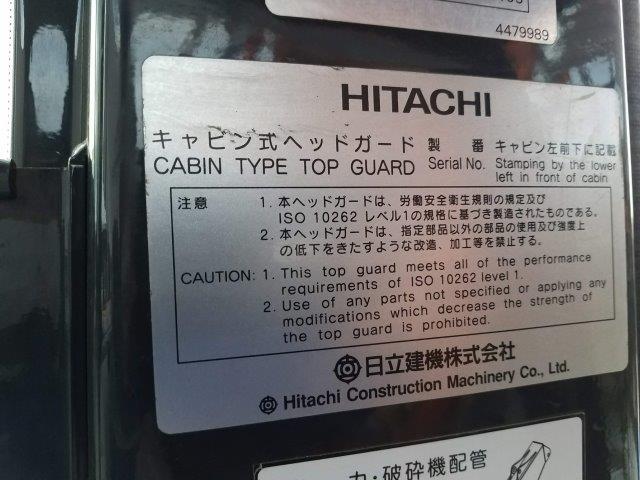 4479989
HITACHI
キャビン式ヘッドガード 製 番 キャビン左前下に記載
CABIN TYPE TOP GUARD Serial No. Stamping by the lower
left in front of cabin
注意 1. 本ヘッドガードは、労働安全衛生規則の規定及び
ISO 10262 レベル1の規格に基づき製造されたものである。
2. 本ヘッドガードは、指定部品以外の部品の使用及び強度上
の低下をきたすような改造、加工等を禁止する。
CAUTION: 1. This top guard meets all of the performance
requirements of ISO 10262 level 1.
2. Use of any parts not specified or applying any
modifications which decrease the strength of
the top guard is prohibited.
日立建機株式会社
Hitachi Construction Machinery Co., Ltd.
力・破砕機配管